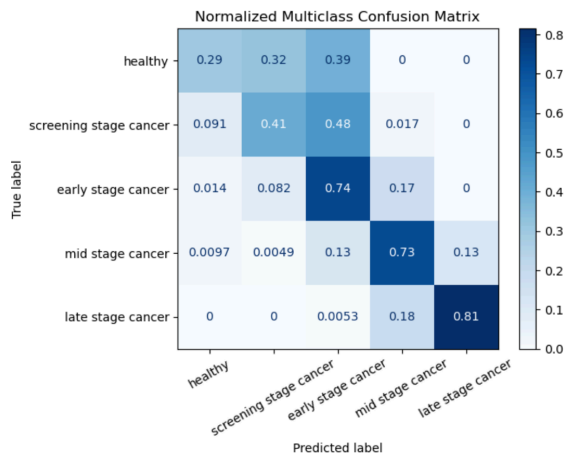 Normalized Multiclass Confusion Matrix
healthy 0.29 0.32 0.39 0 0
screening stage cancer 0.091 0.41 0.48 0.017 0
early stage cancer 0.014 0.082 0.74 0.17 0
mid stage cancer 0.0097 0.0049 0.13 0.73 0.13
late stage cancer 0 0 0.0053 0.18 0.81
True label
healthy
screening stage cancer
early stage cancer
mid stage cancer
late stage cancer
Predicted label
0.8
0.7
0.6
0.5
0.4
0.3
0.2
0.1
0.0